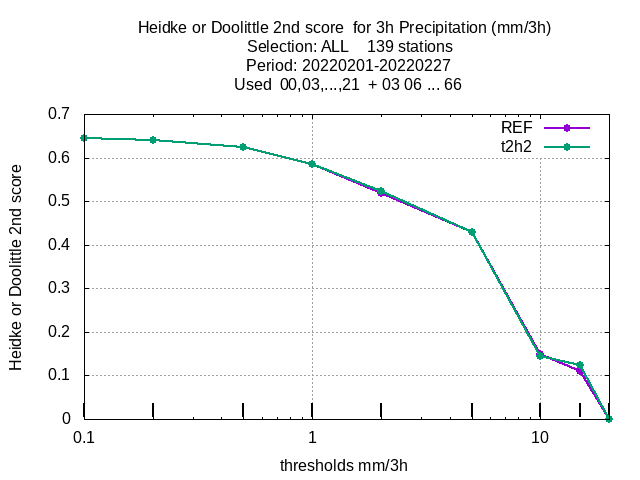 Heidke or Doolittle 2nd score  for 3h Precipitation (mm/3h)
Selection: ALL    139 stations
Period: 20220201-20220227
Used  00,03,...,21  + 03 06 ... 66
REF
t2h2
Heidke or Doolittle 2nd score
0.7
0.6
0.5
0.4
0.3
0.2
0.1
0
0.1 1 10
thresholds mm/3h